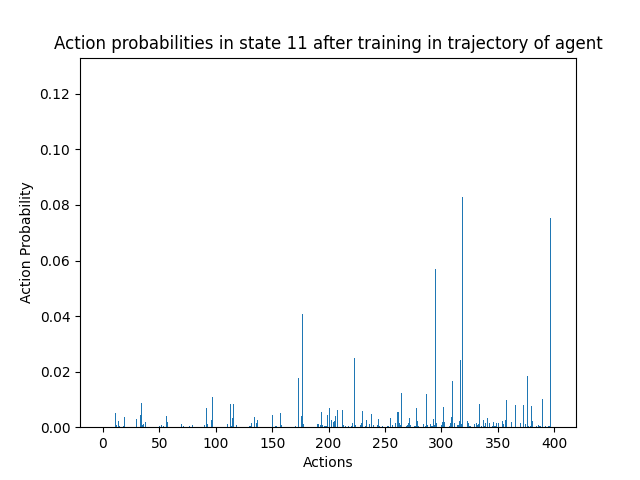 Action probabilities in state 11 after training in trajectory of agent
0.12
0.10
0.08
0.06
0.04
0.02
0.00
Action Probability
0 50 100 150 200 250 300 350 400
Actions